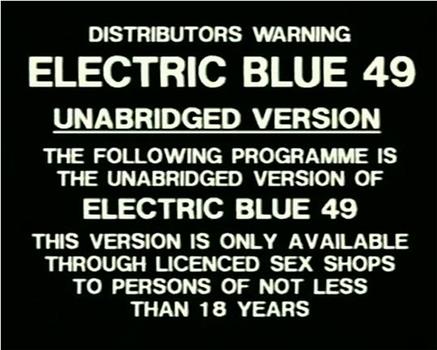 DISTRIBUTORS WARNING
ELECTRIC BLUE 49
UNABRIDGED VERSION
THE FOLLOWING PROGRAMME IS
THE UNABRIDGED VERSION OF
ELECTRIC BLUE 49
THIS VERSION IS ONLY AVAILABLE
THROUGH LICENCED SEX SHOPS
TO PERSONS OF NOT LESS
THAN 18 YEARS